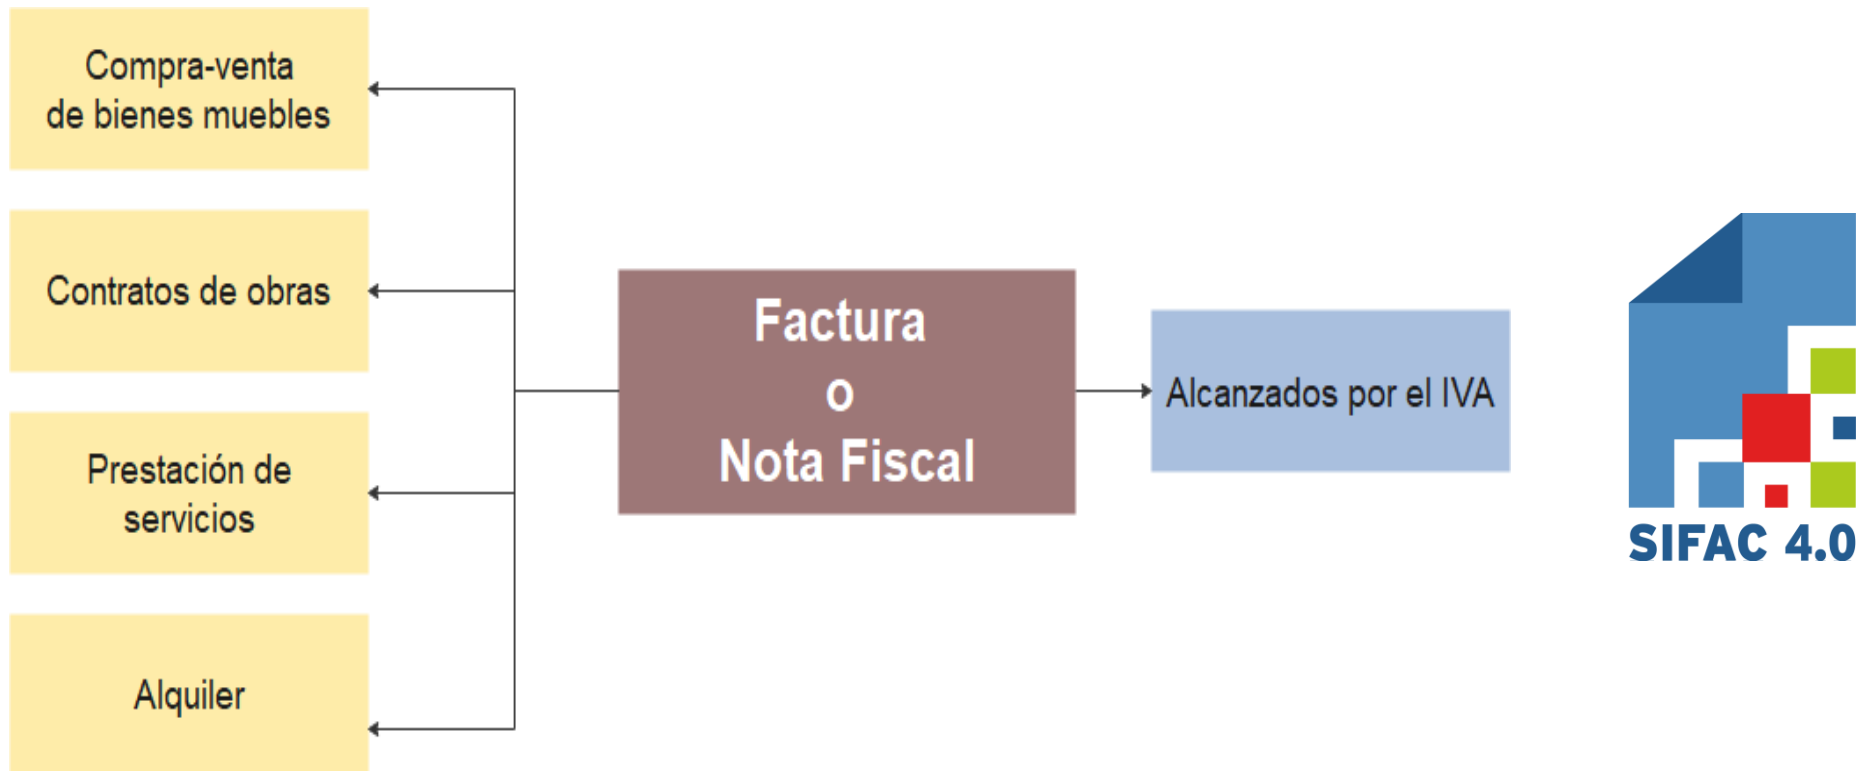 Compra-venta
de bienes muebles
Contratos de obras
Prestación de
servicios
Alquiler
Factura
o
Nota Fiscal
Alcanzados por el IVA
SIFAC 4.0